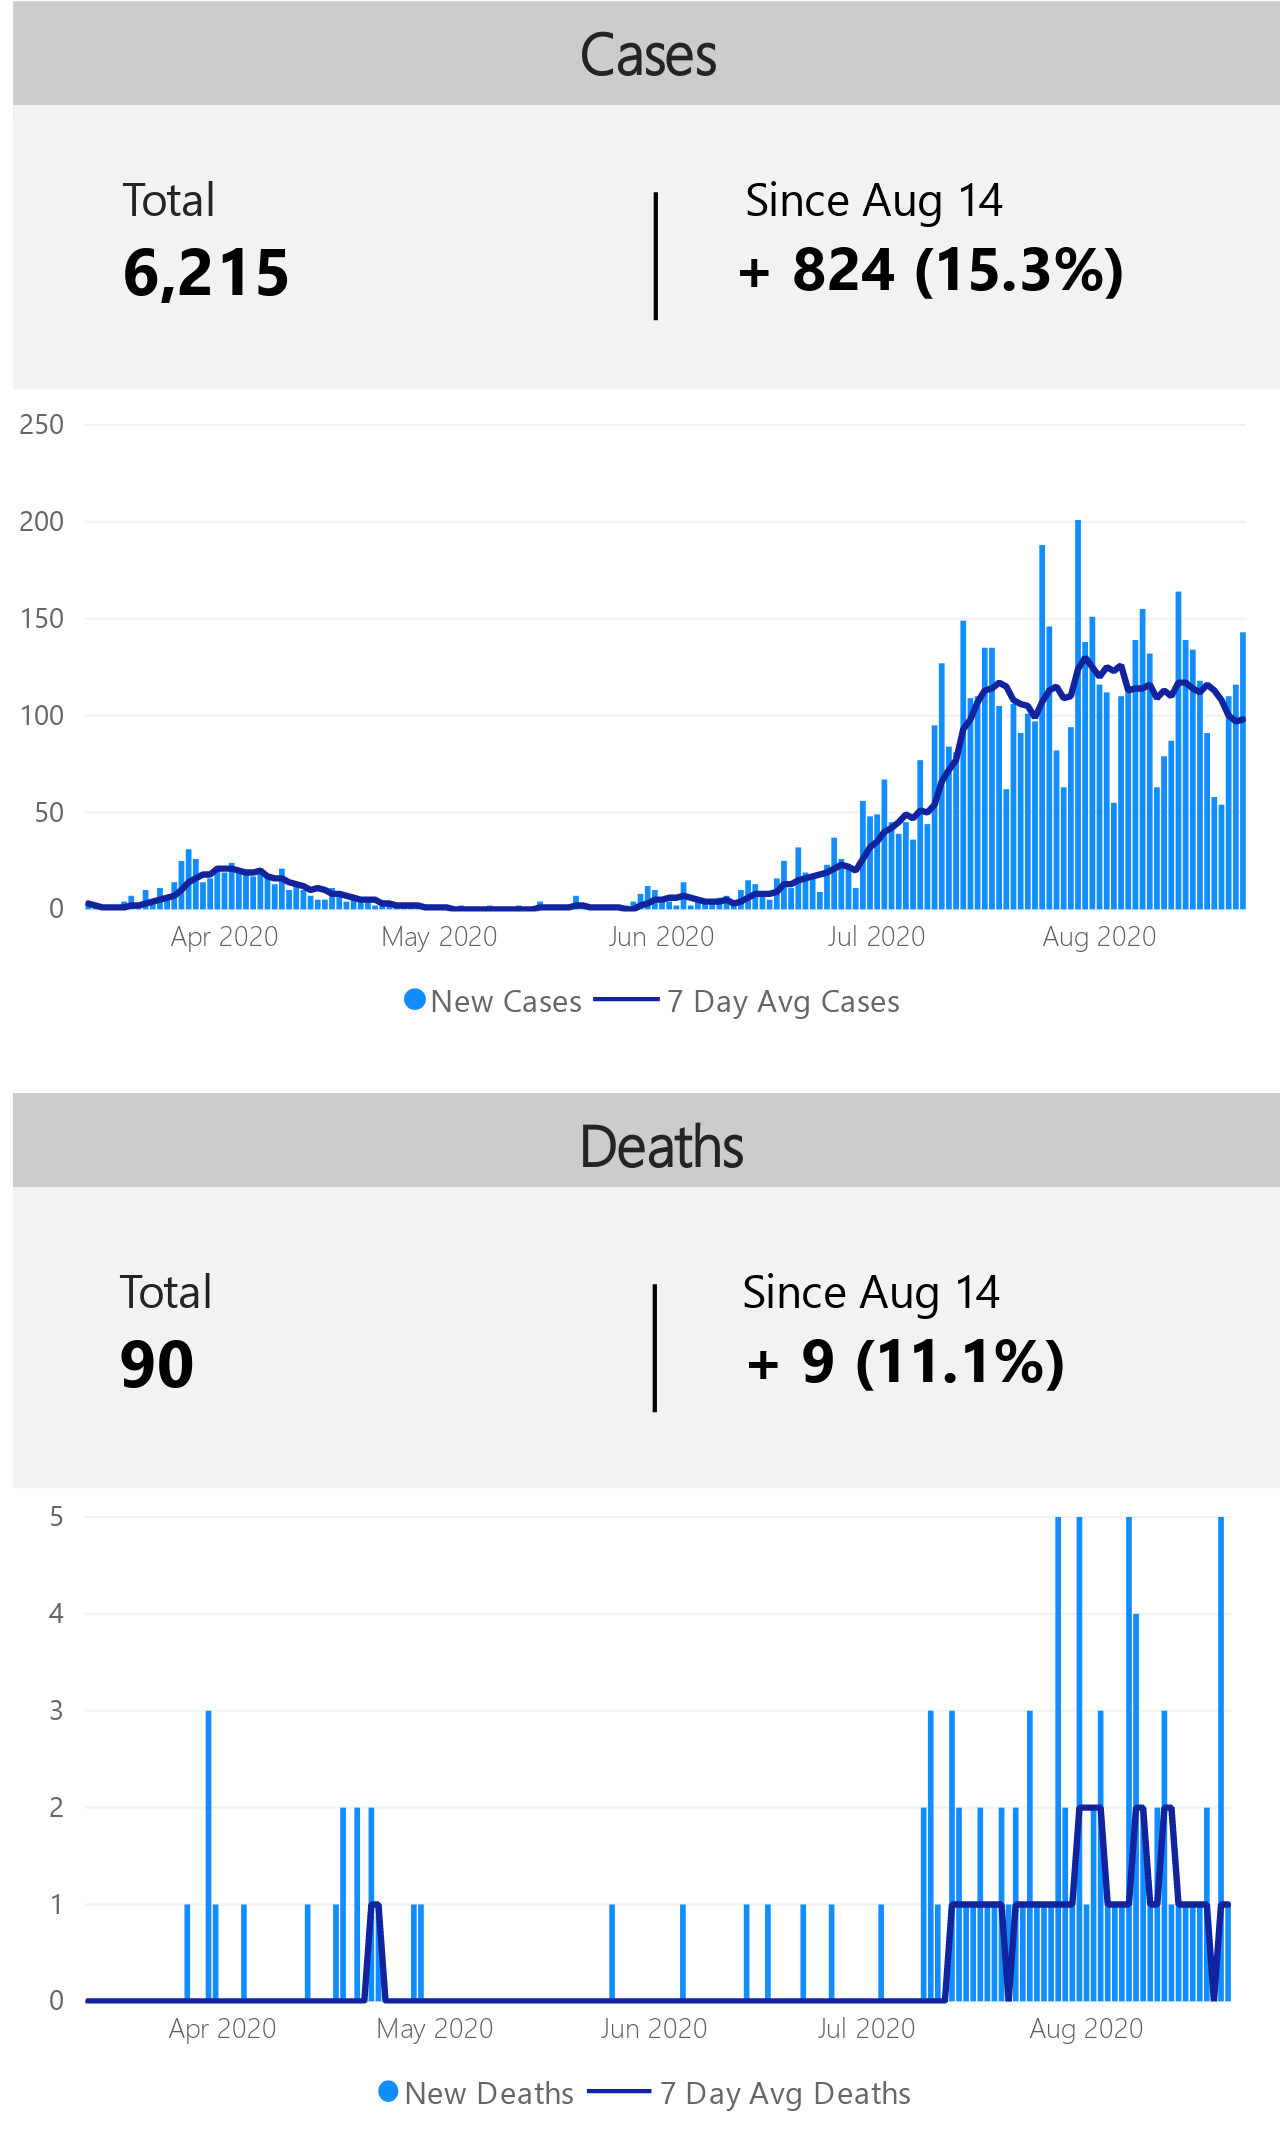 Cases
Total
Since Aug 14
6,215
+ 824 (15.3%)
250
200
150
100
50
0
Apr 2020
May 2020
Jun 2020
Jul 2020
Aug 2020
New Cases
7 Day Avg Cases
Deaths
Total
Since Aug 14
90
+ 9 (11.1%)
5
4
3
2
1
0
Apr 2020
May 2020
Jun 2020
Jul 2020
Aug 2020
New Deaths
7 Day Avg Deaths